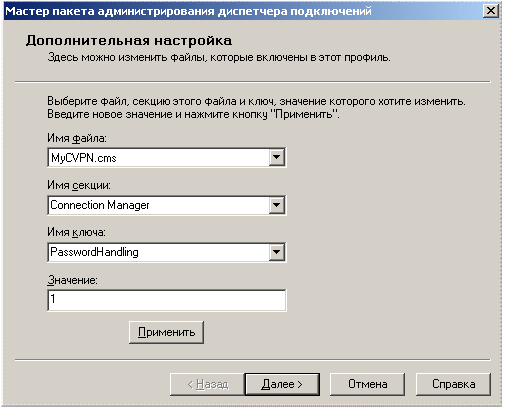 Мастер пакета администрирования диспетчера подключений
Дополнительная настройка
Здесь можно изменить файлы, которые включены в этот профиль.
Выберите файл, секцию этого файла и ключ, значение которого хотите изменить.
Введите новое значение и нажмите кнопку "Применить".
Имя файла:
MyCVPN.cms
Имя секции:
Connection Manager
Имя ключа:
PasswordHandling
Значение:
1
Применить
< Назад
Далее >
Отмена
Справка